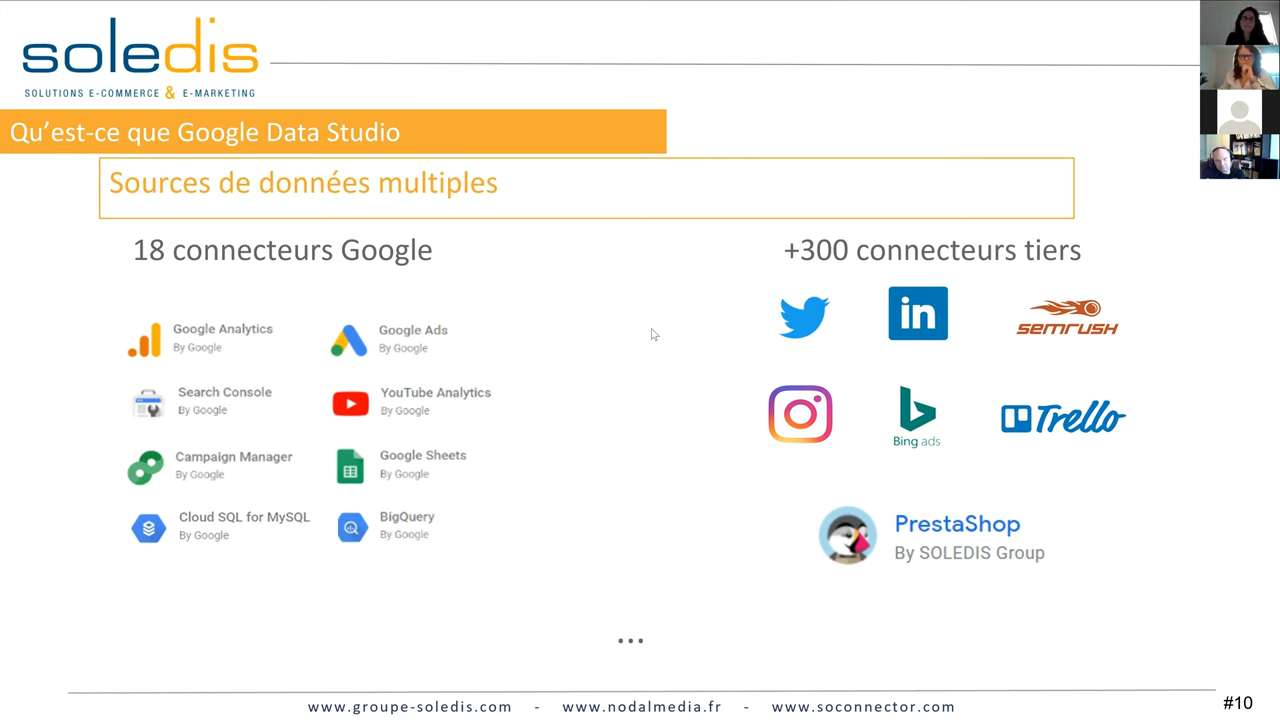 soledis
SOLUTIONS E-COMMERCE & E-MARKETING
Qu’est-ce que Google Data Studio
Sources de données multiples
18 connecteurs Google
Google Analytics
By Google
Google Ads
By Google
Search Console
By Google
YouTube Analytics
By Google
Campaign Manager
By Google
Google Sheets
By Google
Cloud SQL for MySQL
By Google
BigQuery
By Google
+300 connecteurs tiers
in
SEMRUSH
Bing ads
Trello
PrestaShop
By SOLEDIS Group
...
www.groupe-soledis.com - www.nodalmedia.fr - www.soconnector.com
#10